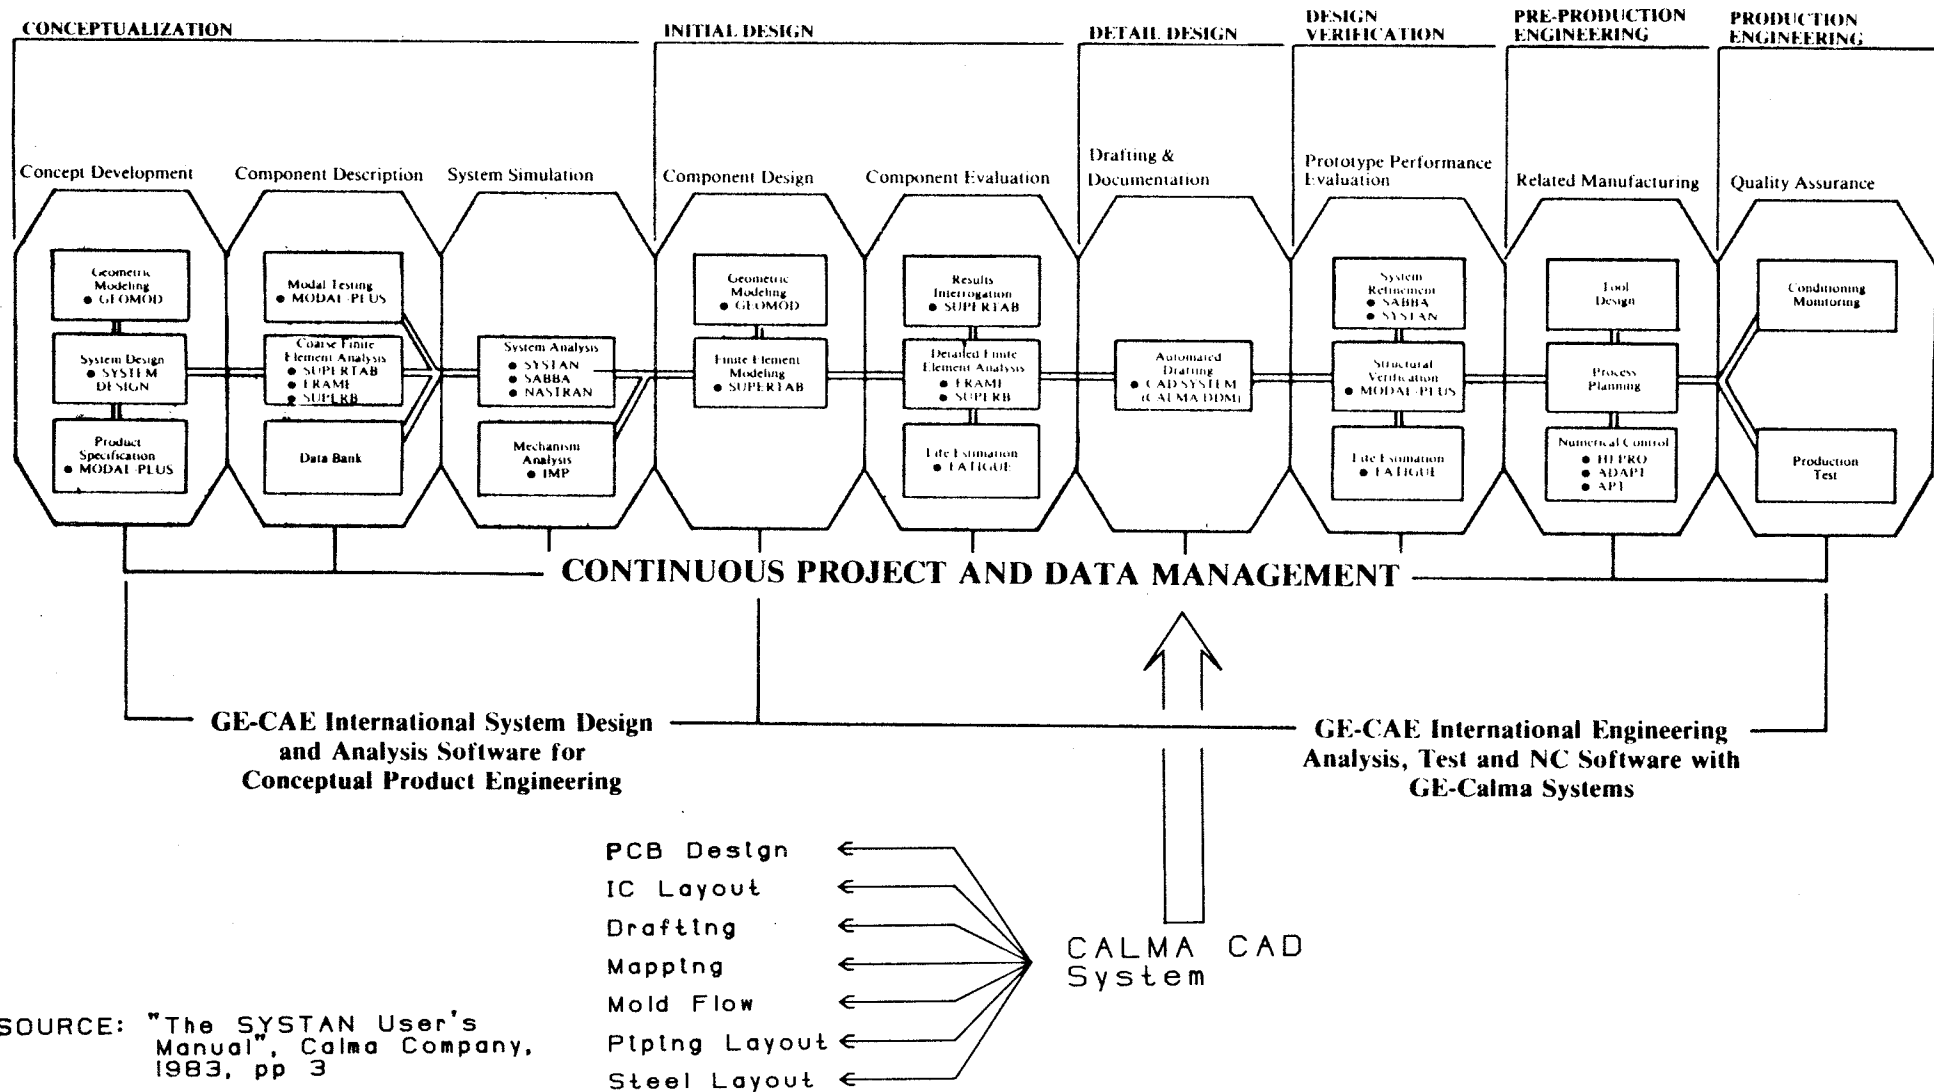 CONCEPTUALIZATION
INITIAL DESIGN
DETAIL DESIGN
DESIGN
VERIFICATION
PRE-PRODUCTION
ENGINEERING
PRODUCTION
ENGINEERING
Concept Development
Component Description
System Simulation
Component Design
Component Evaluation
Drafting &
Documentation
Prototype Performance
Evaluation
Related Manufacturing
Quality Assurance
Geometric
Modeling
● GEOMOD
System Design
● SYSTEM
DESIGN
Product
Specification
● MODAL-PLUS
Modal Testing
● MODAL-PLUS
Coarse Finite
Element Analysis
● SUPERTAB
● FRAME
● SUPERB
Data Bank
System Analysis
● SYSTAN
● SABBA
● NASTRAN
Mechanism
Analysis
● IMP
Geometric
Modeling
● GEOMOD
Finite Element
Modeling
● SUPERTAB
Results
Interrogation
● SUPERTAB
Detailed Finite
Element Analysis
● FRAME
● SUPERB
Life Estimation
● FATIGUE
Automated
Drafting
● CAD SYSTEM
(CALMA DDM)
System
Refinement
● SABBA
● SYSTAN
Structural
Verification
● MODAL-PLUS
Life Estimation
● FATIGUE
Tool
Design
Process
Planning
Numerical Control
● HEPRO
● ADAPT
● APT
Conditioning
Monitoring
Production
Test
CONTINUOUS PROJECT AND DATA MANAGEMENT
GE-CAE International System Design
and Analysis Software for
Conceptual Product Engineering
GE-CAE International Engineering
Analysis, Test and NC Software with
GE-Calma Systems
PCB Design
IC Layout
Drafting
Mapping
Mold Flow
Piping Layout
Steel Layout
CALMA CAD
System
SOURCE: "The SYSTAN User's
Manual", Calma Company,
1983, pp 3